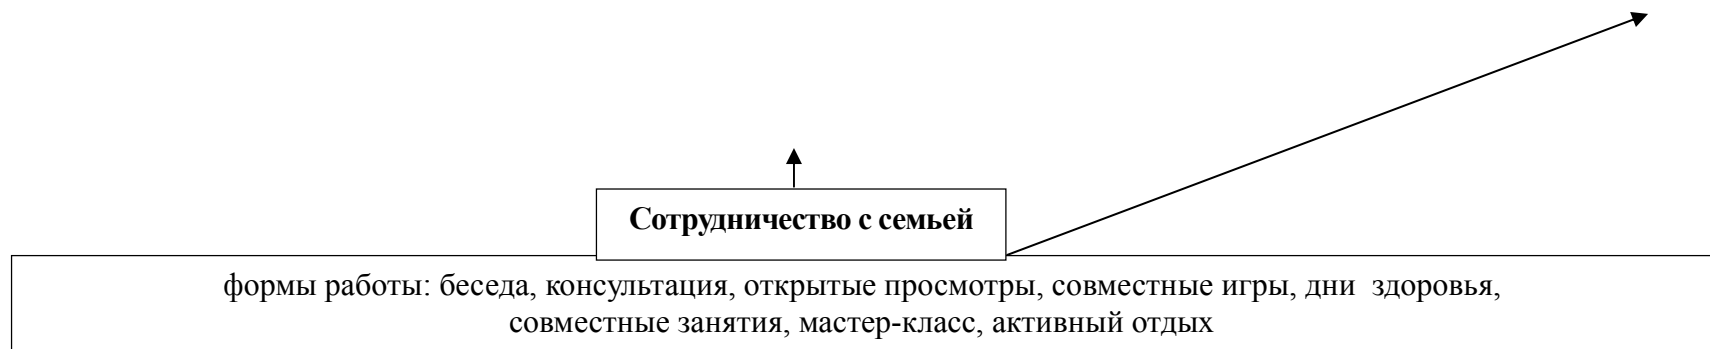 Сотрудничество с семьей
формы работы: беседа, консультация, открытые просмотры, совместные игры, дни здоровья,
совместные занятия, мастер-класс, активный отдых